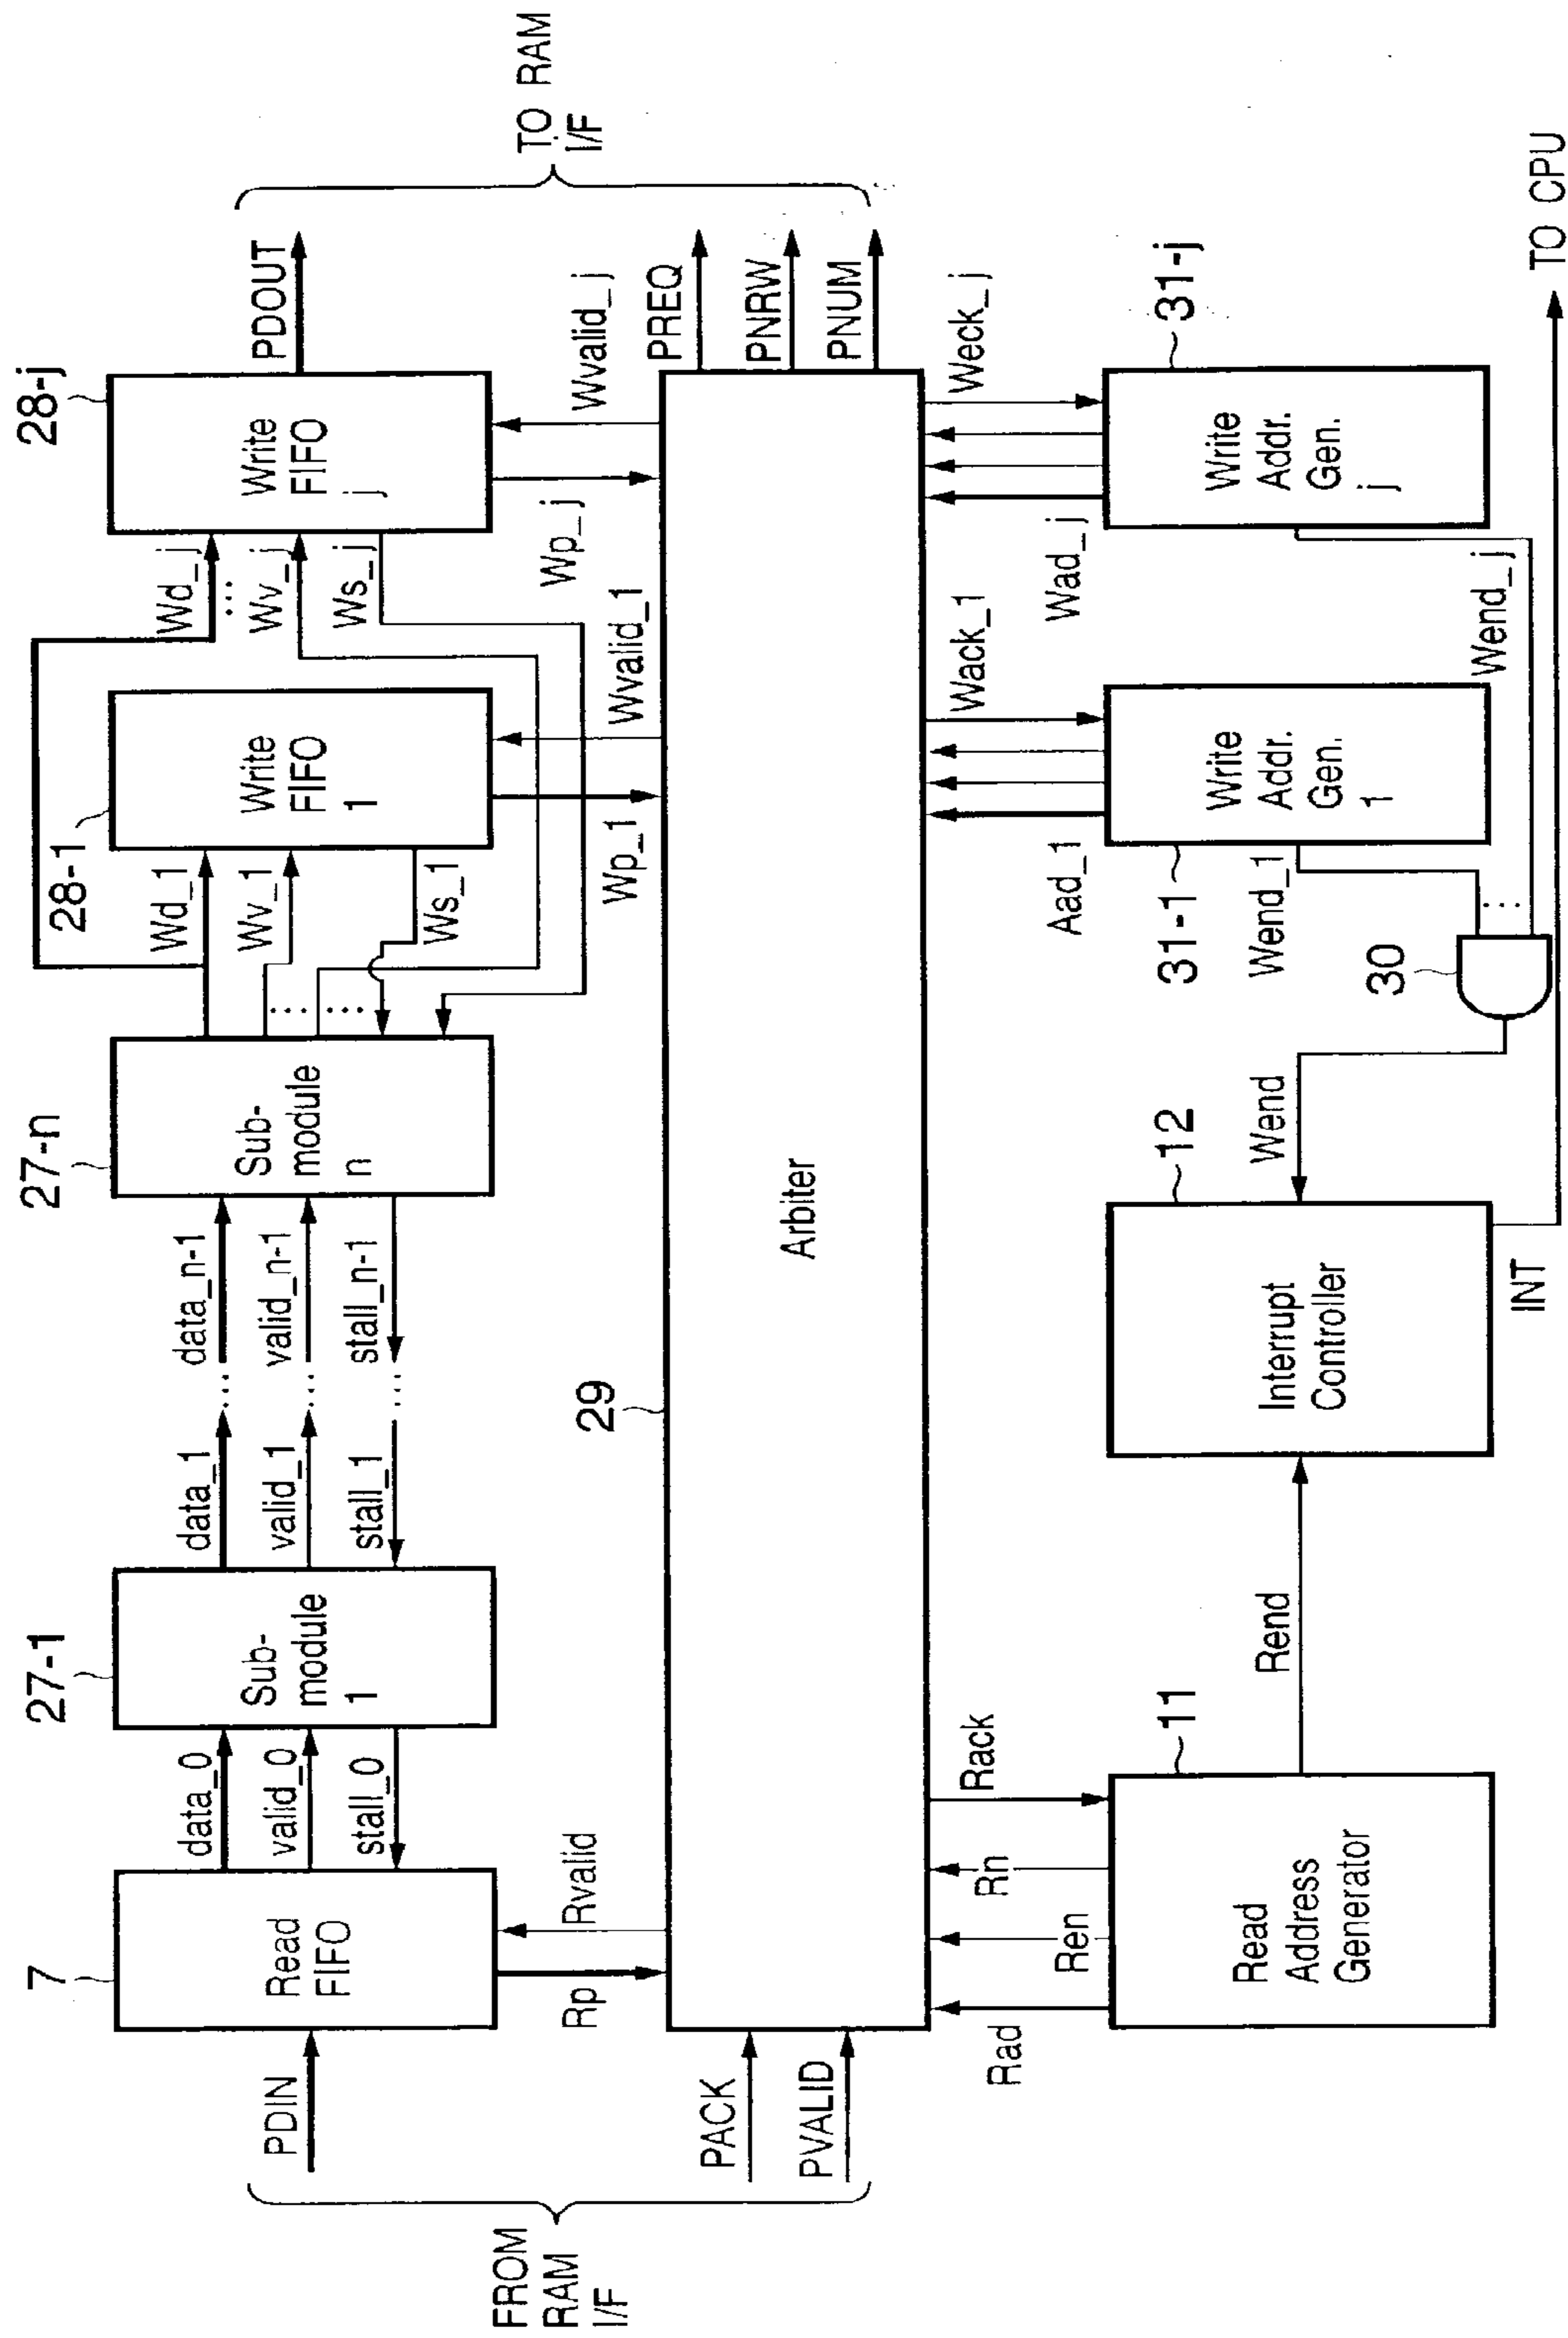 FROM
RAM
I/F
PDIN
PACK
PVALID
7
Read
FIFO
data_0
valid_0
stall_0
27-1
Sub-
module
1
data_1
valid_1
stall_1
...
...
...
data_n-1
valid_n-1
stall_n-1
27-n
Sub-
module
n
Wd_1
Wv_1
...
...
Ws_1
28-1
Write
FIFO
1
Wd_j
...
Wv_j
Ws_j
28-j
Write
FIFO
j
PDOUT
TO RAM
I/F
Rp
Rvalid
29
Wp_1
Wvalid_1
Wp_j
Wvalid_j
Arbiter
PREQ
PNRW
PNUM
Rad
Ren
Rn
Rack
11
Read
Address
Generator
Rend
12
Interrupt
Controller
INT
Wend
30
Aad_1
Wack_1
31-1
Write
Addr.
Gen.
1
Wend_1
...
Wad_j
Weck_j
31-j
Write
Addr.
Gen.
j
Wend_j
TO CPU